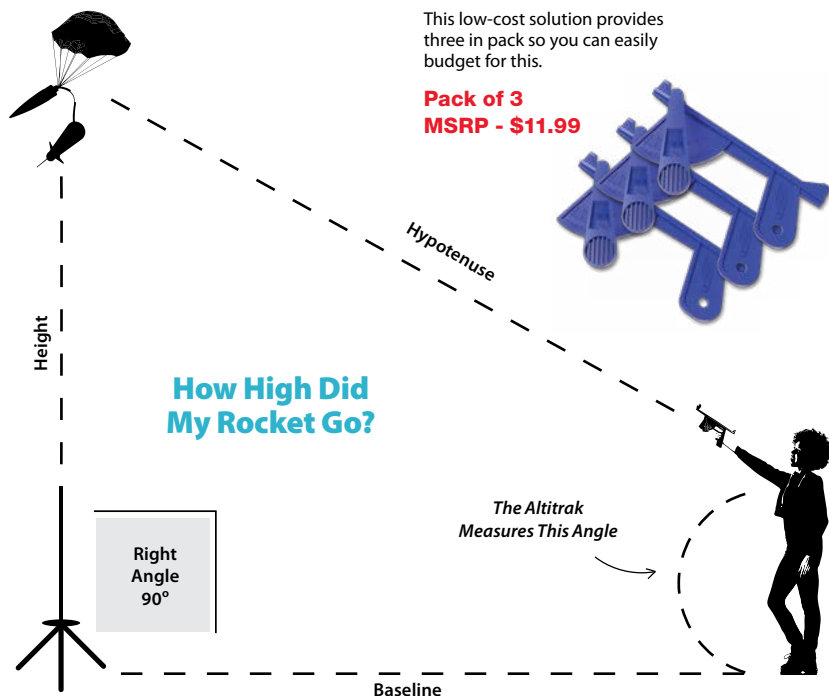 This low-cost solution provides
three in pack so you can easily
budget for this.
Pack of 3
MSRP - $11.99
Hypotenuse
Height
How High Did
My Rocket Go?
The Altitrak
Measures This Angle
Right
Angle
90°
Baseline